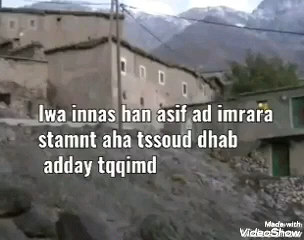 Iwa innas han asif ad imrara
stamnt aha tssoud dhab
adday tqqimd
Made with
VideoShow